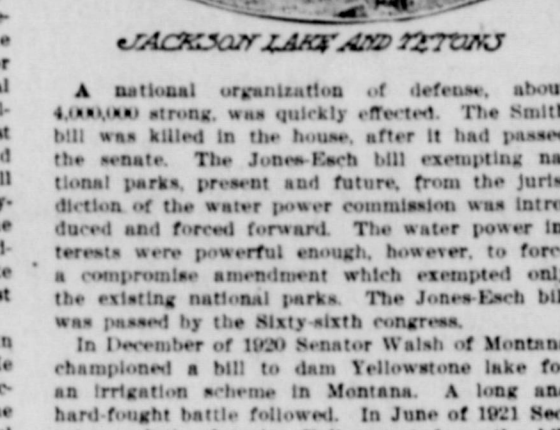 JACKSON LAKE AND TETONS
A national organization of defense, abou
4,000,000 strong, was quickly effected. The Smit
bill was killed in the house, after it had passe
the senate. The Jones-Esch bill exempting na
tional parks, present and future, from the juris
diction of the water power commission was intro
duced and forced forward. The water power in
terests were powerful enough, however, to forc
a compromise amendment which exempted onl
the existing national parks. The Jones-Esch bil
was passed by the Sixty-sixth congress.
In December of 1920 Senator Walsh of Montan
championed a bill to dam Yellowstone lake fo
an irrigation scheme in Montana. A long an
hard-fought battle followed. In June of 1921 Sec